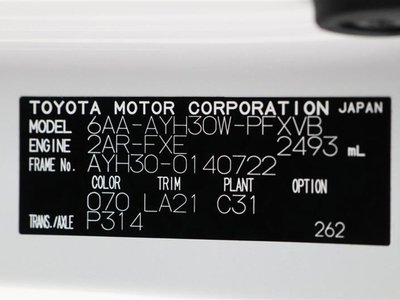 TOYOTA MOTOR CORPORATION JAPAN
MODEL 6AA-AYH30W-PFXVB
ENGINE 2AR-FXE 2493 mL
FRAME No. AYH30-0140722
COLOR TRIM PLANT OPTION
070 LA21 C31
TRANS./AXLE P314
262